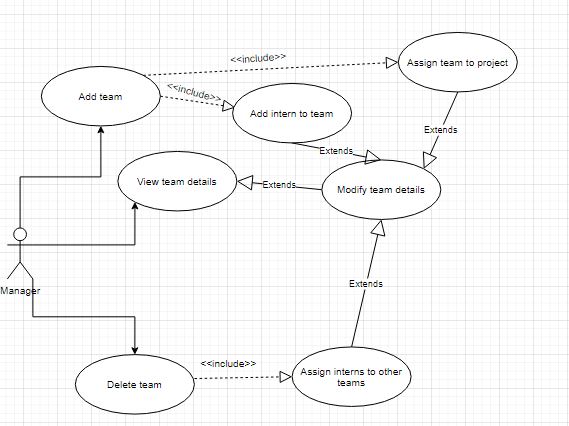 <<include>>
Assign team to project
Add team
<<include>>
Add intern to team
Extends
Extends
View team details
Extends
Modify team details
Manager
Extends
<<include>>
Delete team
Assign interns to other
teams